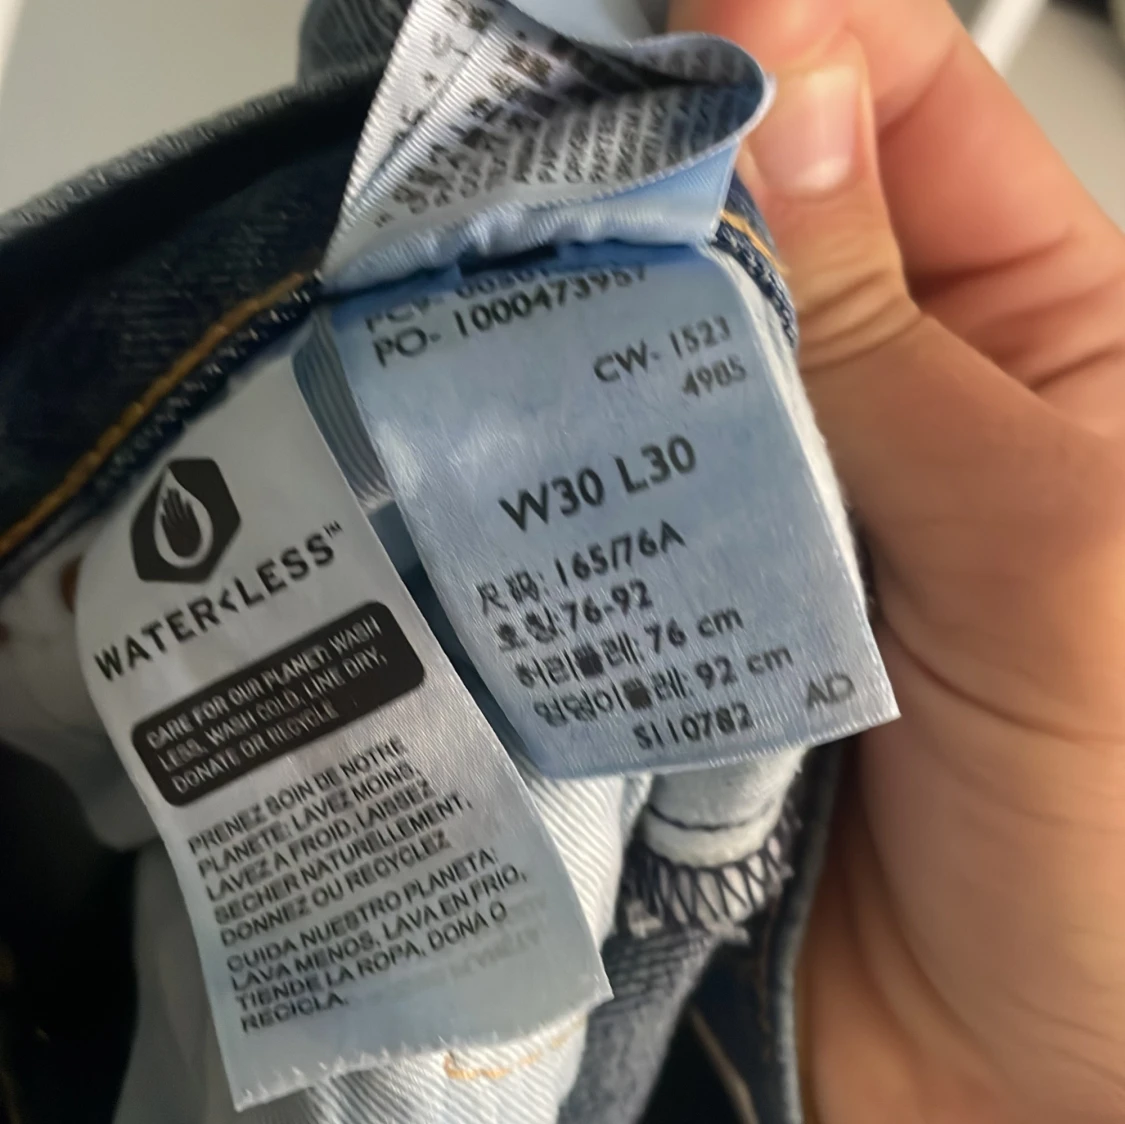 PO- 1000473957
CW- 1523
4985
W30 L30
尺码: 165/76A
호칭:76-92
허리둘레: 76 cm
엉덩이둘레: 92 cm
S110782
AD
WATER<LESS™
CARE FOR OUR PLANET: WASH
LESS, WASH COLD, LINE DRY,
DONATE OR RECYCLE
PRENEZ SOIN DE NOTRE
PLANETE: LAVEZ MOINS,
LAVEZ A FROID, LAISSEZ
SECHER NATURELLEMENT,
DONNEZ OU RECYCLEZ
CUIDA NUESTRO PLANETA:
LAVA MENOS, LAVA EN FRIO,
TIENDE LA ROPA, DONA O
RECICLA.